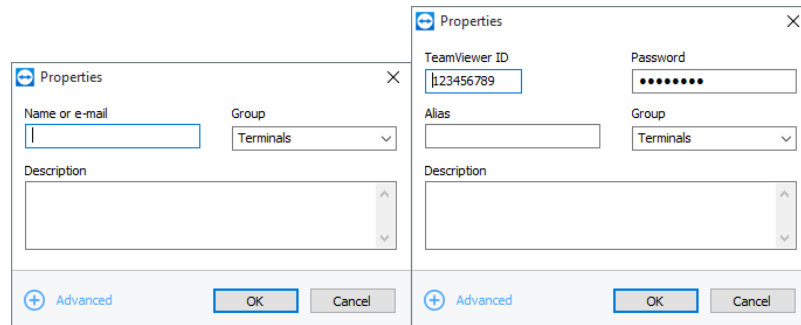 Properties
Name or e-mail Group
Terminals
Description
Advanced OK Cancel
Properties
TeamViewer ID Password
123456789 ••••••••
Alias Group
Terminals
Description
Advanced OK Cancel